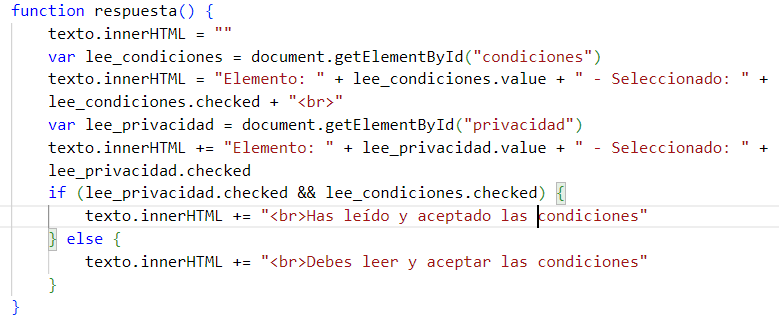 function respuesta() {
texto.innerHTML = ""
var lee_condiciones = document.getElementById("condiciones")
texto.innerHTML = "Elemento: " + lee_condiciones.value + " - Seleccionado: " +
lee_condiciones.checked + "<br>"
var lee_privacidad = document.getElementById("privacidad")
texto.innerHTML += "Elemento: " + lee_privacidad.value + " - Seleccionado: " +
lee_privacidad.checked
if (lee_privacidad.checked && lee_condiciones.checked) {
texto.innerHTML += "<br>Has leído y aceptado las condiciones"
} else {
texto.innerHTML += "<br>Debes leer y aceptar las condiciones"
}
}